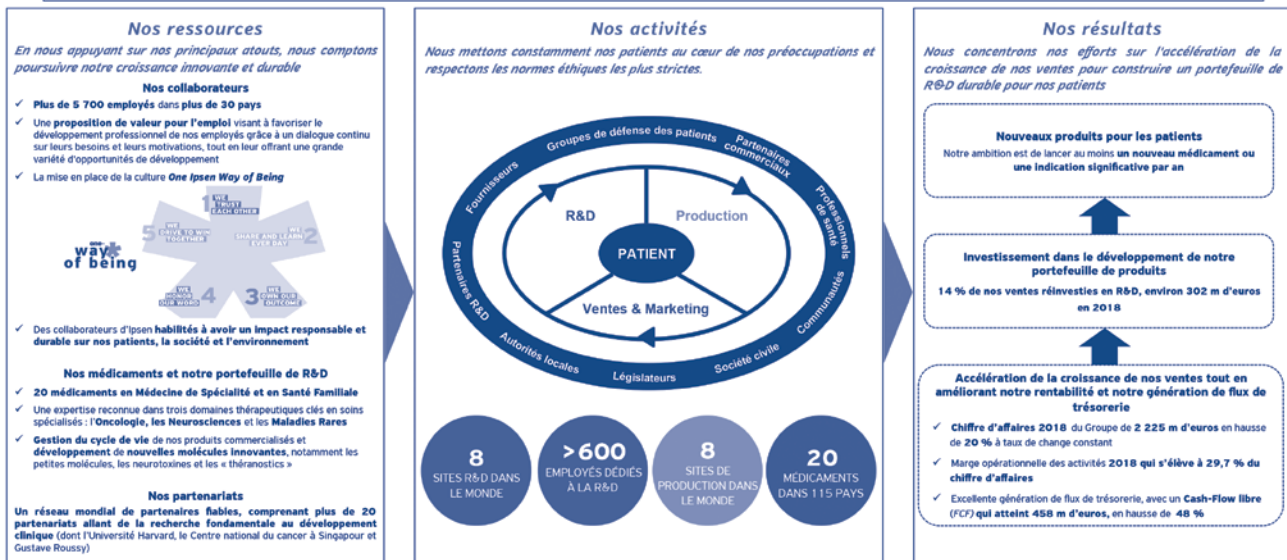 Nos ressources
En nous appuyant sur nos principaux atouts, nous comptons
poursuivre notre croissance innovante et durable
Nos collaborateurs
✓ Plus de 5 700 employés dans plus de 30 pays
✓ Une proposition de valeur pour l'emploi visant à favoriser le
développement professionnel de nos employés grâce à un dialogue continu
sur leurs besoins et leurs motivations, tout en leur offrant une grande
variété d'opportunités de développement
✓ La mise en place de la culture One Ipsen Way of Being
1 WE
TRUST
EACH OTHER
5 WE
DRIVE TO WIN
TOGETHER
WE
SHARE AND LEARN
EVER DAY
2
one
way
of being
WE
HONOR
OUR WORD
4
3 WE
OWN OUR
OUTCOME
✓ Des collaborateurs d'Ipsen habilités à avoir un impact responsable et
durable sur nos patients, la société et l'environnement
Nos médicaments et notre portefeuille de R&D
✓ 20 médicaments en Médecine de Spécialité et en Santé Familiale
✓ Une expertise reconnue dans trois domaines thérapeutiques clés en soins
spécialisés : l'Oncologie, les Neurosciences et les Maladies Rares
✓ Gestion du cycle de vie de nos produits commercialisés et
développement de nouvelles molécules innovantes, notamment les
petites molécules, les neurotoxines et les « théranostics »
Nos partenariats
Un réseau mondial de partenaires fiables, comprenant plus de 20
partenariats allant de la recherche fondamentale au développement
clinique (dont l'Université Harvard, le Centre national du cancer à Singapour et
Gustave Roussy)
Nos activités
Nous mettons constamment nos patients au cœur de nos préoccupations et
respectons les normes éthiques les plus strictes.
Groupes de défense des patients
Partenaires
commerciaux
Professionnels
de santé
Communautés
Société civile
Législateurs
Autorités locales
Partenaires R&D
Fournisseurs
R&D
Production
PATIENT
Ventes & Marketing
8
SITES R&D DANS
LE MONDE
>600
EMPLOYÉS DÉDIÉS
À LA R&D
8
SITES DE
PRODUCTION DANS
LE MONDE
20
MÉDICAMENTS
DANS 115 PAYS
Nos résultats
Nous concentrons nos efforts sur l'accélération de la
croissance de nos ventes pour construire un portefeuille de
R&D durable pour nos patients
Nouveaux produits pour les patients
Notre ambition est de lancer au moins un nouveau médicament ou
une indication significative par an
Investissement dans le développement de notre
portefeuille de produits
14 % de nos ventes réinvesties en R&D, environ 302 m d'euros
en 2018
Accélération de la croissance de nos ventes tout en
améliorant notre rentabilité et notre génération de flux de
trésorerie
✓ Chiffre d'affaires 2018 du Groupe de 2 225 m d'euros en hausse
de 20 % à taux de change constant
✓ Marge opérationnelle des activités 2018 qui s'élève à 29,7 % du
chiffre d'affaires
✓ Excellente génération de flux de trésorerie, avec un Cash-Flow libre
(FCF) qui atteint 458 m d'euros, en hausse de 48 %